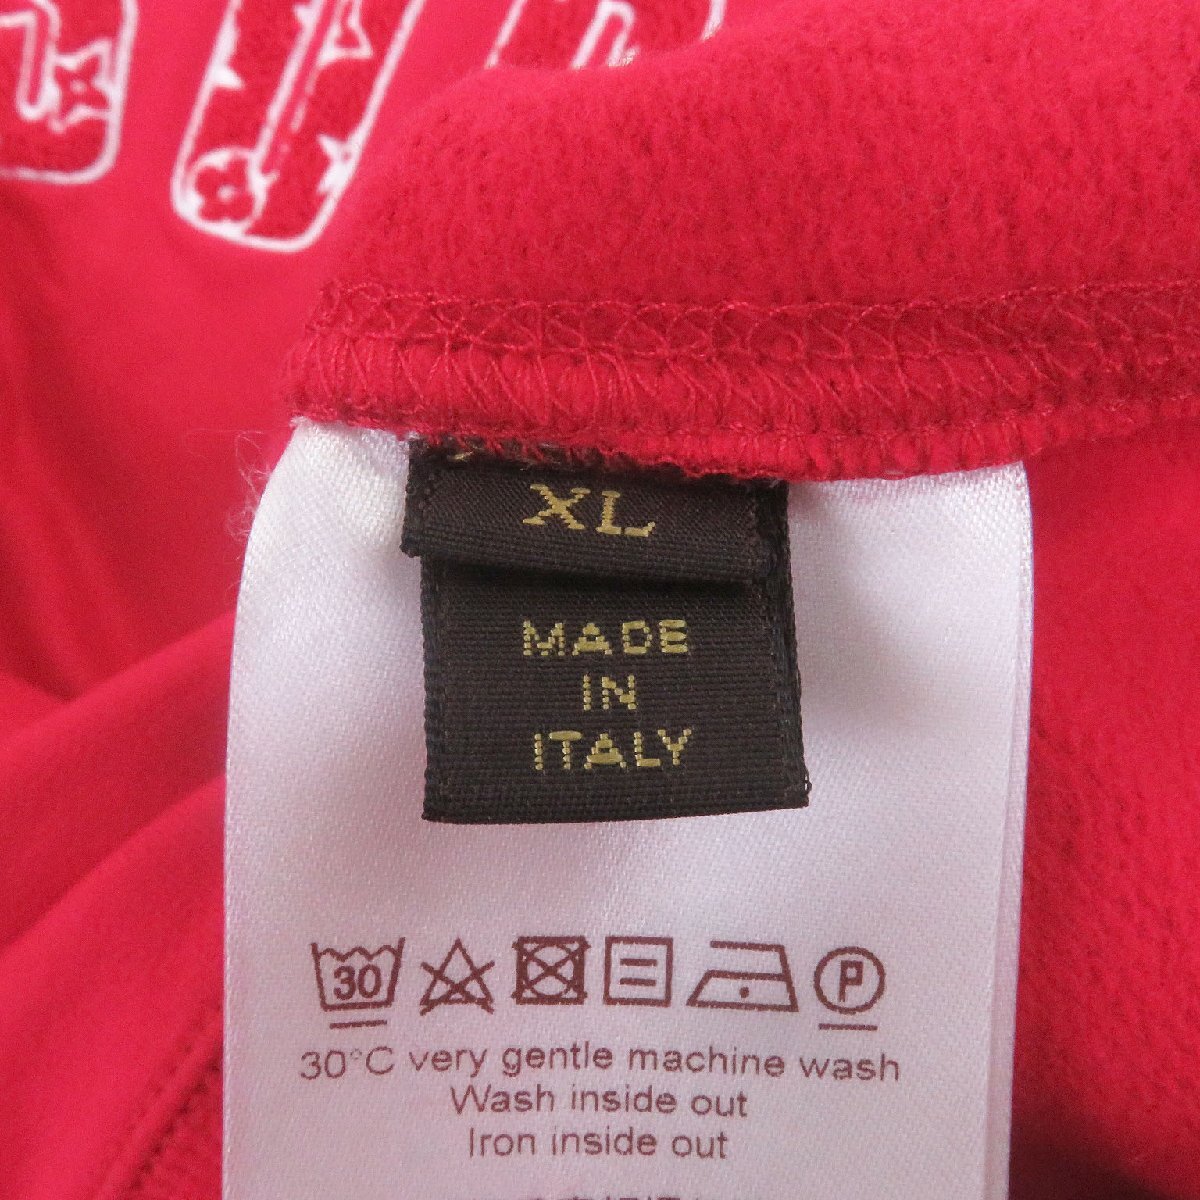 XL
MADE
IN
ITALY
30 P
30°C very gentle machine wash
Wash inside out
Iron inside out